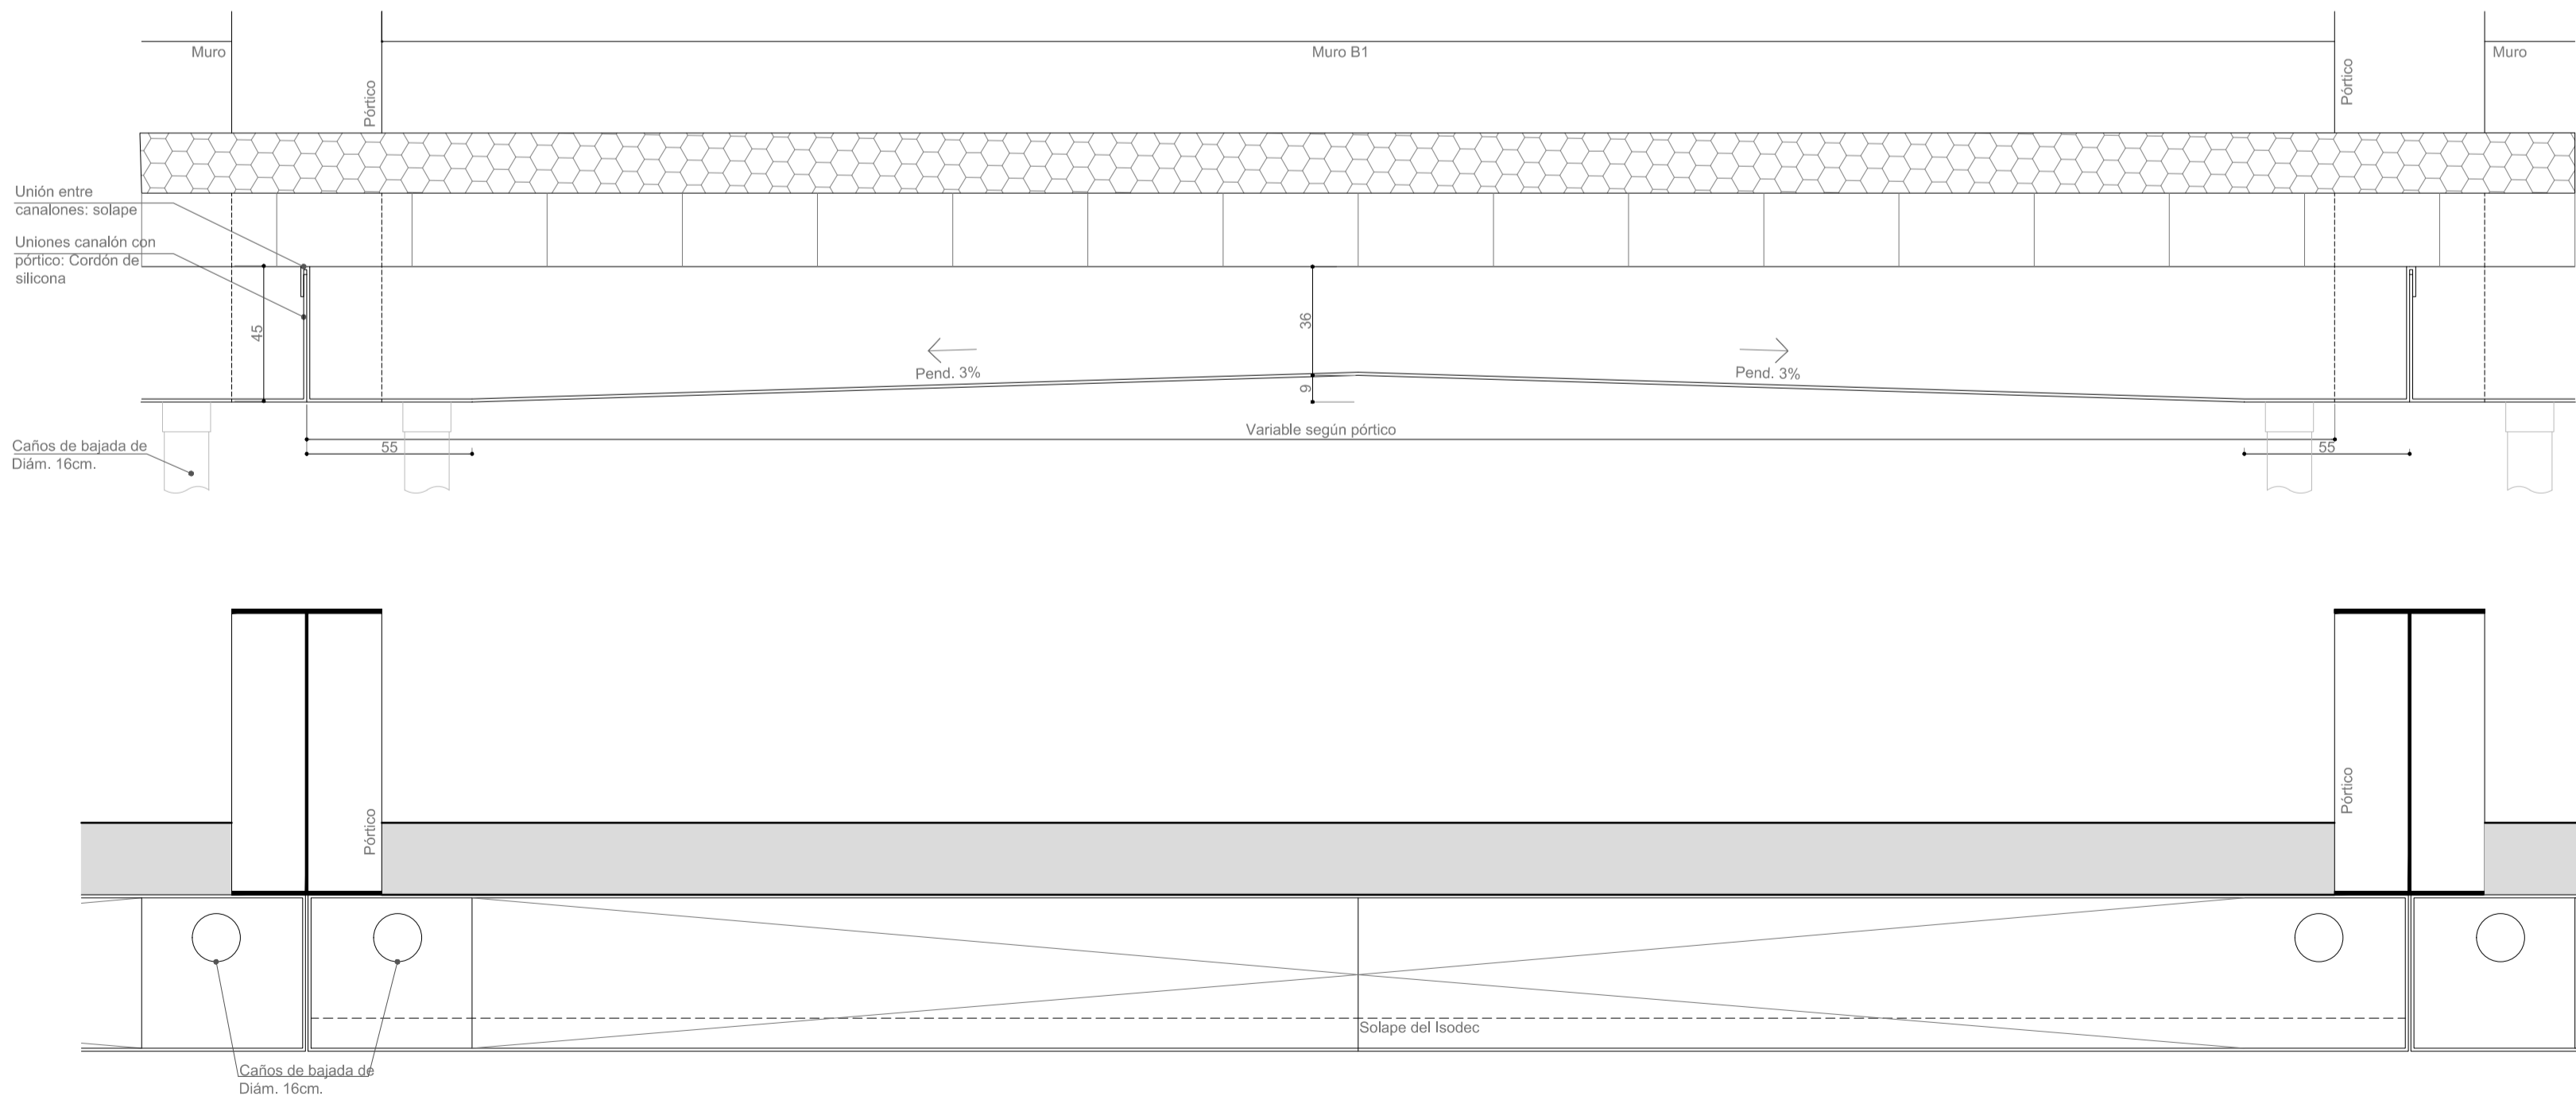 Muro
Muro B1
Muro
Pórtico
Pórtico
Unión entre
canalones: solape
Uniones canalón con
pórtico: Cordón de
silicona
45
36
9
Pend. 3%
Pend. 3%
Variable según pórtico
55
55
Caños de bajada de
Diám. 16cm.
Pórtico
Pórtico
Solape del Isodec
Caños de bajada de
Diám. 16cm.